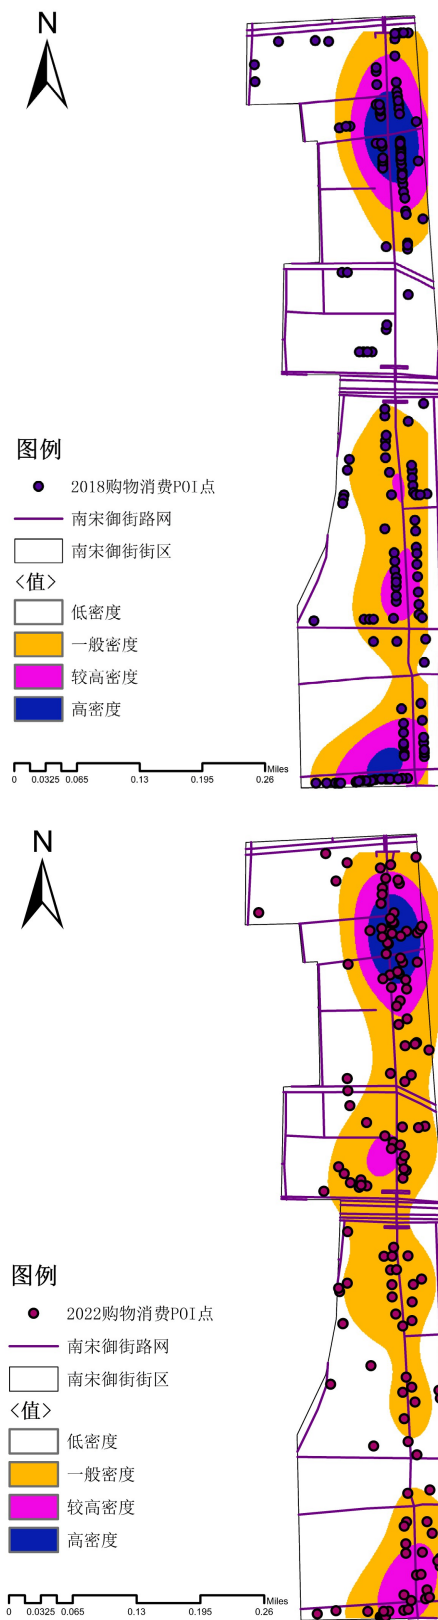 N
图例
2018购物消费POI点
南宋御街路网
南宋御街街区
<值>
低密度
一般密度
较高密度
高密度
Miles
0 0.0325 0.065 0.13 0.195 0.26
N
图例
2022购物消费POI点
南宋御街路网
南宋御街街区
<值>
低密度
一般密度
较高密度
高密度
Miles
0 0.0325 0.065 0.13 0.195 0.26